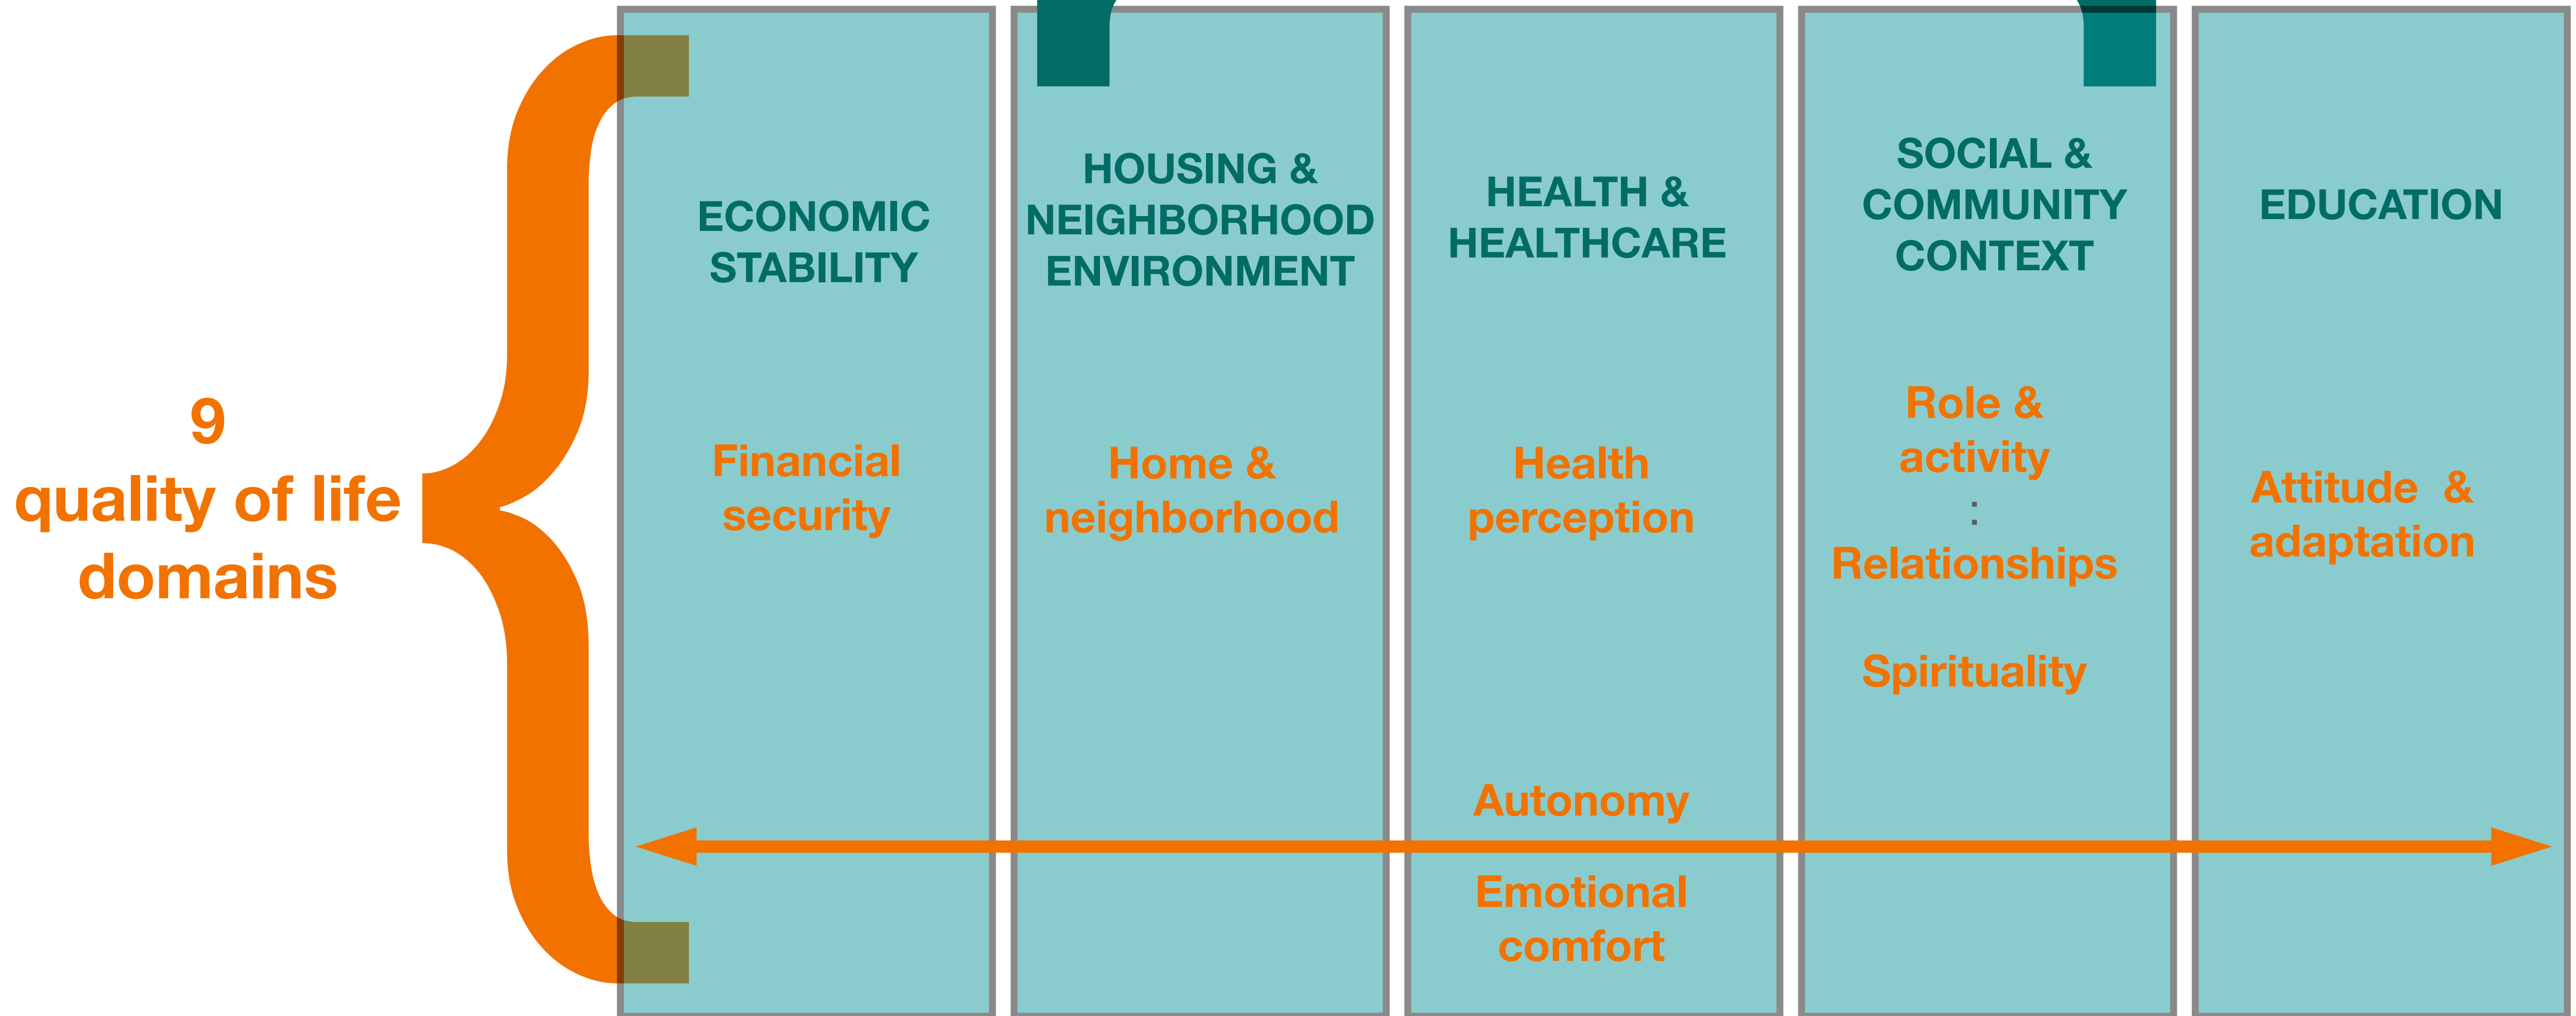 9
quality of life
domains
ECONOMIC
STABILITY
Financial
security
HOUSING &
NEIGHBORHOOD
ENVIRONMENT
Home &
neighborhood
HEALTH &
HEALTHCARE
Health
perception
SOCIAL &
COMMUNITY
CONTEXT
Role &
activity
:
Relationships
Spirituality
EDUCATION
Attitude  &
adaptation
Autonomy
Emotional
comfort